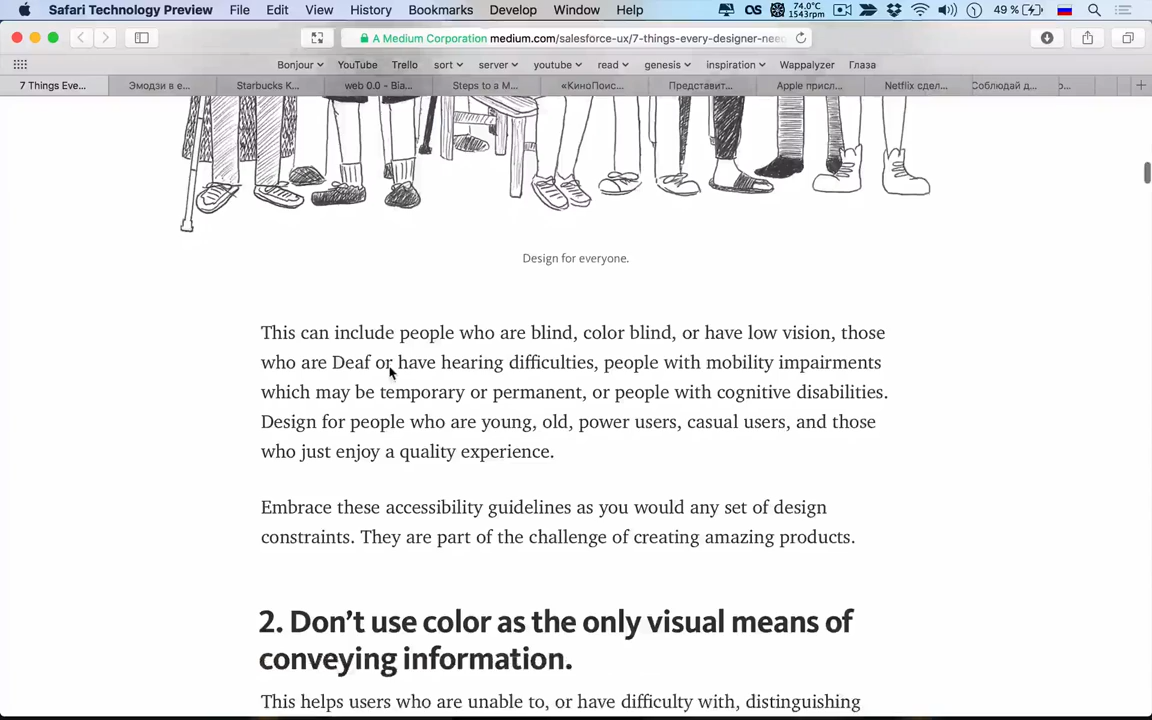 Safari Technology Preview File Edit View History Bookmarks Develop Window Help 74.0°C 1543rpm 49 %
A Medium Corporation medium.com/salesforce-ux/7-things-every-designer-nee
Bonjour YouTube Trello sort server youtube read genesis inspiration Wappalyzer Глаза
7 Things Eve... Эмодзи в е... Starbucks K... web 0.0 - Bia... Steps to a M... «КиноПоис... Представит... Apple присл... Netflix сдел... Соблюдай д...
Design for everyone.
This can include people who are blind, color blind, or have low vision, those
who are Deaf or have hearing difficulties, people with mobility impairments
which may be temporary or permanent, or people with cognitive disabilities.
Design for people who are young, old, power users, casual users, and those
who just enjoy a quality experience.
Embrace these accessibility guidelines as you would any set of design
constraints. They are part of the challenge of creating amazing products.
2. Don’t use color as the only visual means of
conveying information.
This helps users who are unable to, or have difficulty with, distinguishing